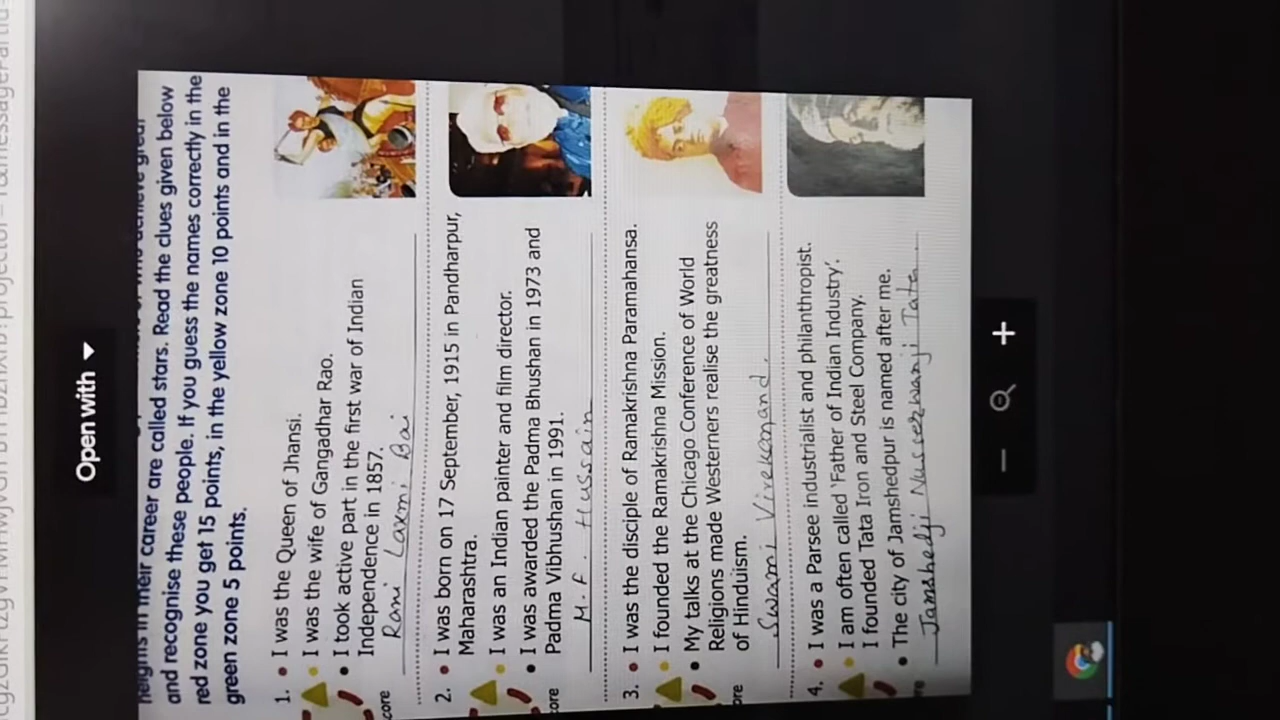 Open with
heights in their career are called stars. Read the clues given below
and recognise these people. If you guess the names correctly in the
red zone you get 15 points, in the yellow zone 10 points and in the
green zone 5 points.
1. • I was the Queen of Jhansi.
• I was the wife of Gangadhar Rao.
• I took active part in the first war of Indian
Independence in 1857.
Rani Laxmi Bai
core
2. • I was born on 17 September, 1915 in Pandharpur,
Maharashtra.
• I was an Indian painter and film director.
• I was awarded the Padma Bhushan in 1973 and
Padma Vibhushan in 1991.
M. F. Hussain
ore
3. • I was the disciple of Ramakrishna Paramahansa.
• I founded the Ramakrishna Mission.
• My talks at the Chicago Conference of World
Religions made Westerners realise the greatness
of Hinduism.
Swami Vivekanand.
ore
4. • I was a Parsee industrialist and philanthropist.
• I am often called ‘Father of Indian Industry’.
I founded Tata Iron and Steel Company.
• The city of Jamshedpur is named after me.
Jamshedji Nusserwanji Tata
re